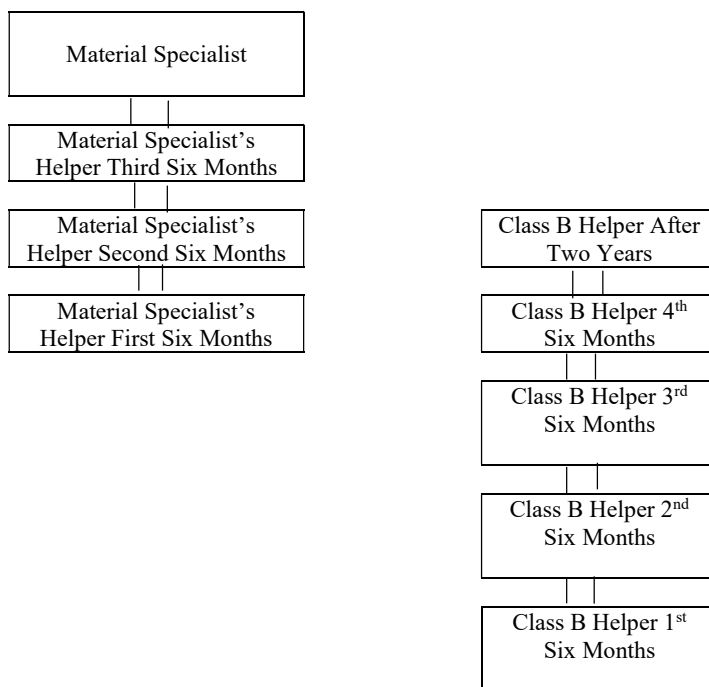 Material Specialist
Material Specialist’s
Helper Third Six Months
Material Specialist’s
Helper Second Six Months
Material Specialist’s
Helper First Six Months
Class B Helper After
Two Years
Class B Helper 4th
Six Months
Class B Helper 3rd
Six Months
Class B Helper 2nd
Six Months
Class B Helper 1st
Six Months